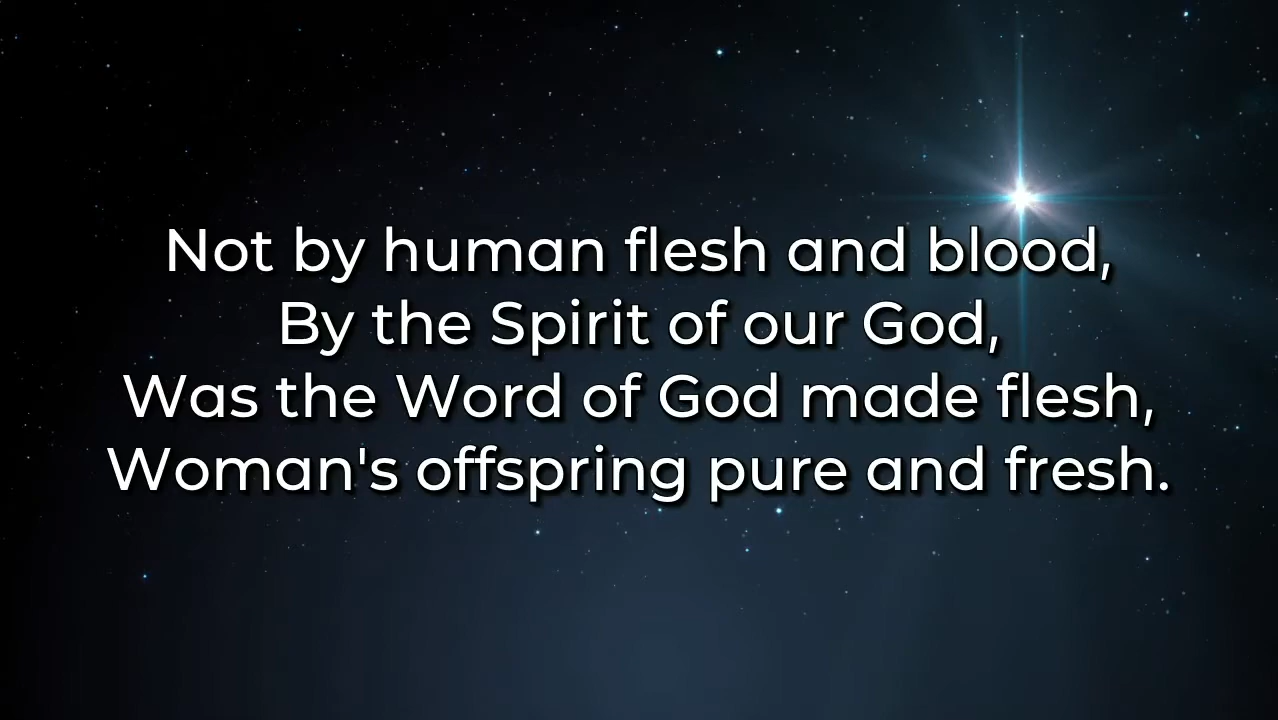 Not by human flesh and blood,
By the Spirit of our God,
Was the Word of God made flesh,
Woman's offspring pure and fresh.